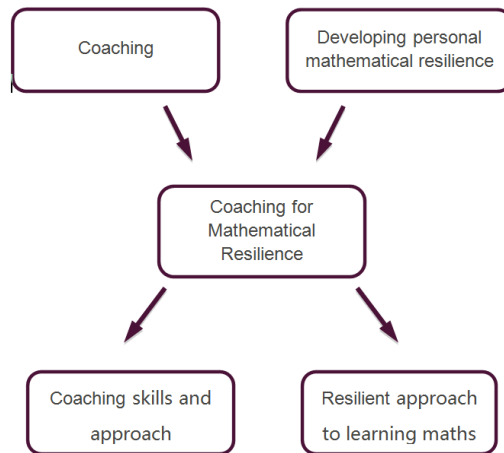 Coaching
Developing personal
mathematical resilience
Coaching for
Mathematical
Resilience
Coaching skills and
approach
Resilient approach
to learning maths